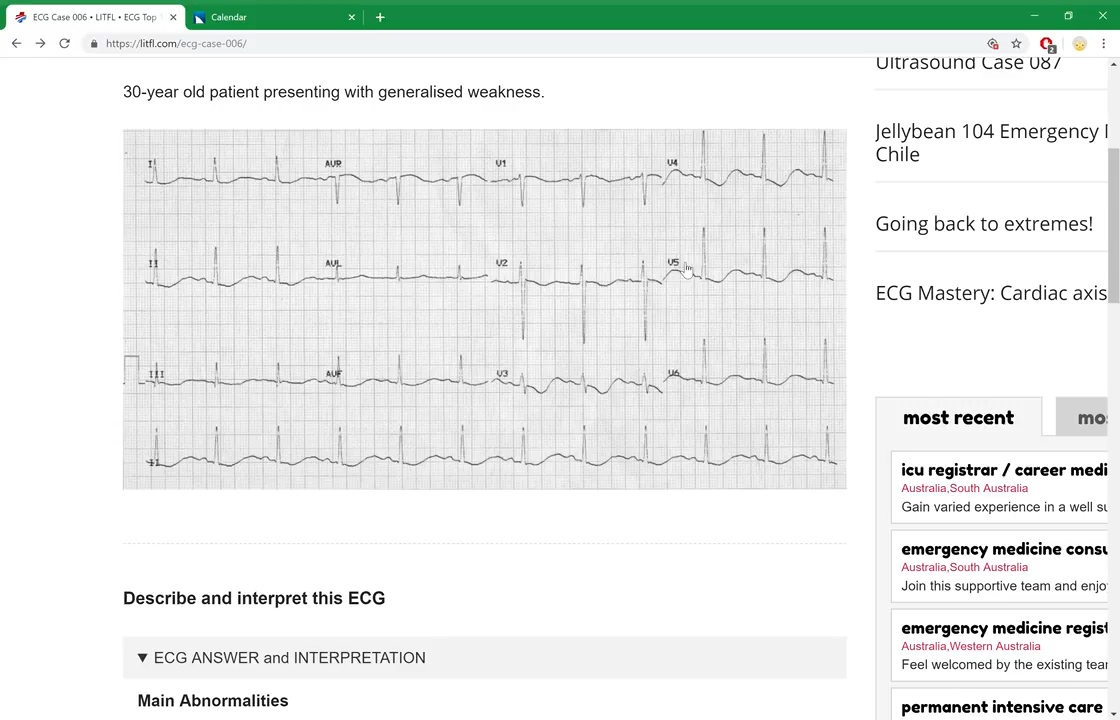 ECG Case 006 • LITFL • ECG Top
Calendar
https://litfl.com/ecg-case-006/
2
30-year old patient presenting with generalised weakness.
I AVR V1 V4
II AVL V2 V5
III AVF V3 V6
II
Describe and interpret this ECG
▼ ECG ANSWER and INTERPRETATION
Main Abnormalities
Ultrasound Case 087
Jellybean 104 Emergency
Chile
Going back to extremes!
ECG Mastery: Cardiac axis
most recent
mo
icu registrar / career medi
Australia,South Australia
Gain varied experience in a well su
emergency medicine consu
Australia,South Australia
Join this supportive team and enjo
emergency medicine regist
Australia,Western Australia
Feel welcomed by the existing tea
permanent intensive care